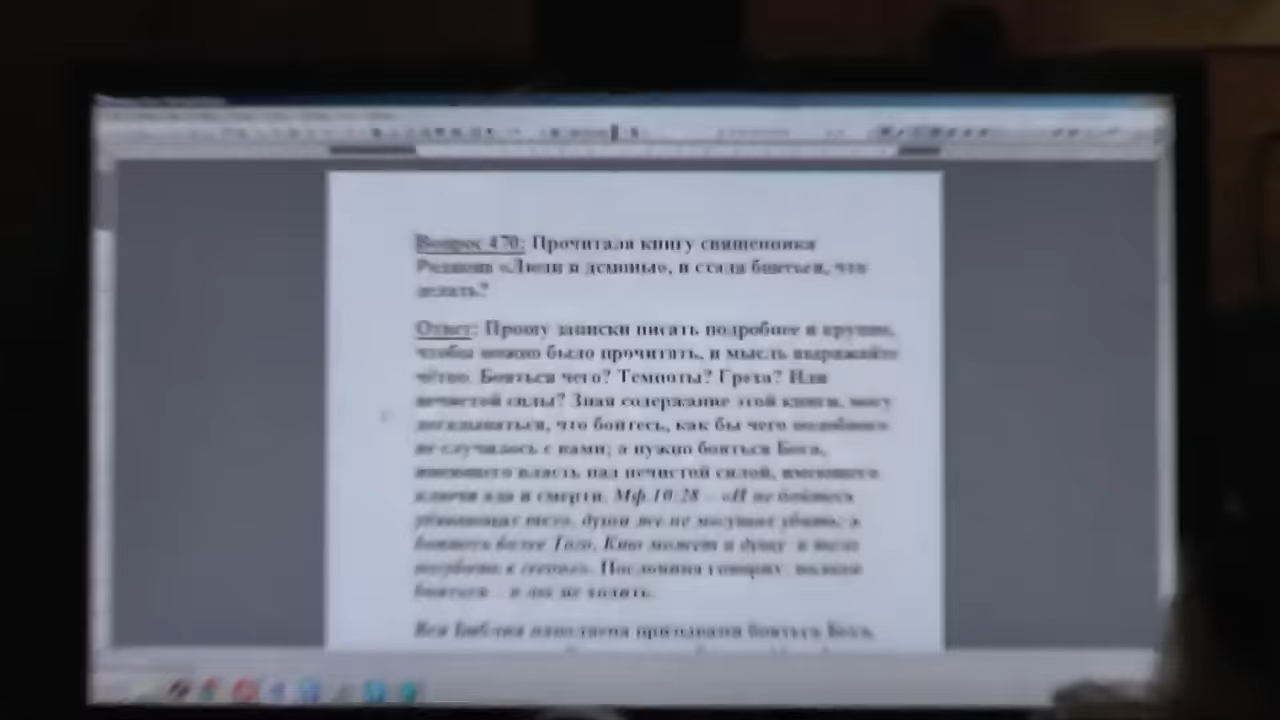 Вопрос 470: Прочитала книгу священника
Родиона «Люди и демоны», и стала бояться, что
делать?
Ответ: Прошу записки писать подробнее и крупно,
чтобы можно было прочитать, и мысль выражайте
чётко. Бояться чего? Темноты? Греха? Или
нечистой силы? Зная содержание этой книги, могу
догадываться, что боитесь, как бы чего подобного
не случилось с вами; а нужно бояться Бога,
имеющего власть над нечистой силой, имеющего
ключи ада и смерти. Мф.10:28 – «И не бойтесь
убивающих тело, души же не могущих убить; а
бойтесь более Того, Кто может и душу и тело
погубить в геенне». Пословица говорит: волков
бояться – в лес не ходить.
Вся Библия наполнена призывами бояться Бога,